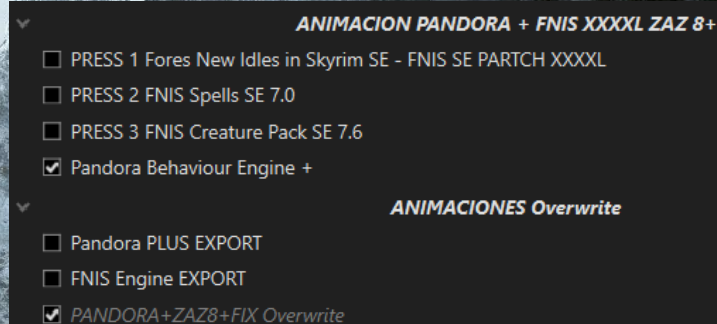 ANIMACION PANDORA + FNIS XXXXL ZAZ 8+
PRESS 1 Fores New Idles in Skyrim SE - FNIS SE PARTCH XXXXL
PRESS 2 FNIS Spells SE 7.0
PRESS 3 FNIS Creature Pack SE 7.6
Pandora Behaviour Engine +
ANIMACIONES Overwrite
Pandora PLUS EXPORT
FNIS Engine EXPORT
PANDORA+ZAZ8+FIX Overwrite